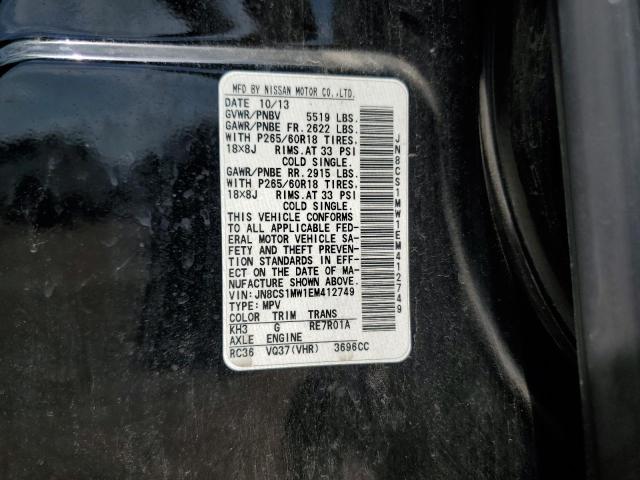 MFD BY NISSAN MOTOR CO.,LTD.
DATE 10/13
GVWR/PNBV 5519 LBS.
GAWR/PNBE FR. 2622 LBS.
WITH P265/60R18 TIRES.
18X8J RIMS.AT 33 PSI
COLD SINGLE.
GAWR/PNBE RR. 2915 LBS.
WITH P265/60R18 TIRES.
18X8J RIMS.AT 33 PSI
COLD SINGLE.
THIS VEHICLE CONFORMS
TO ALL APPLICABLE FED-
ERAL MOTOR VEHICLE SA-
FETY AND THEFT PREVEN-
TION STANDARDS IN EFF-
ECT ON THE DATE OF MA-
NUFACTURE SHOWN ABOVE.
VIN: JN8CS1MW1EM412749
TYPE: MPV
COLOR TRIM TRANS
KH3 G RE7R01A
AXLE ENGINE
RC36 VQ37(VHR) 3696CC
JN8CS1MW1EM412749